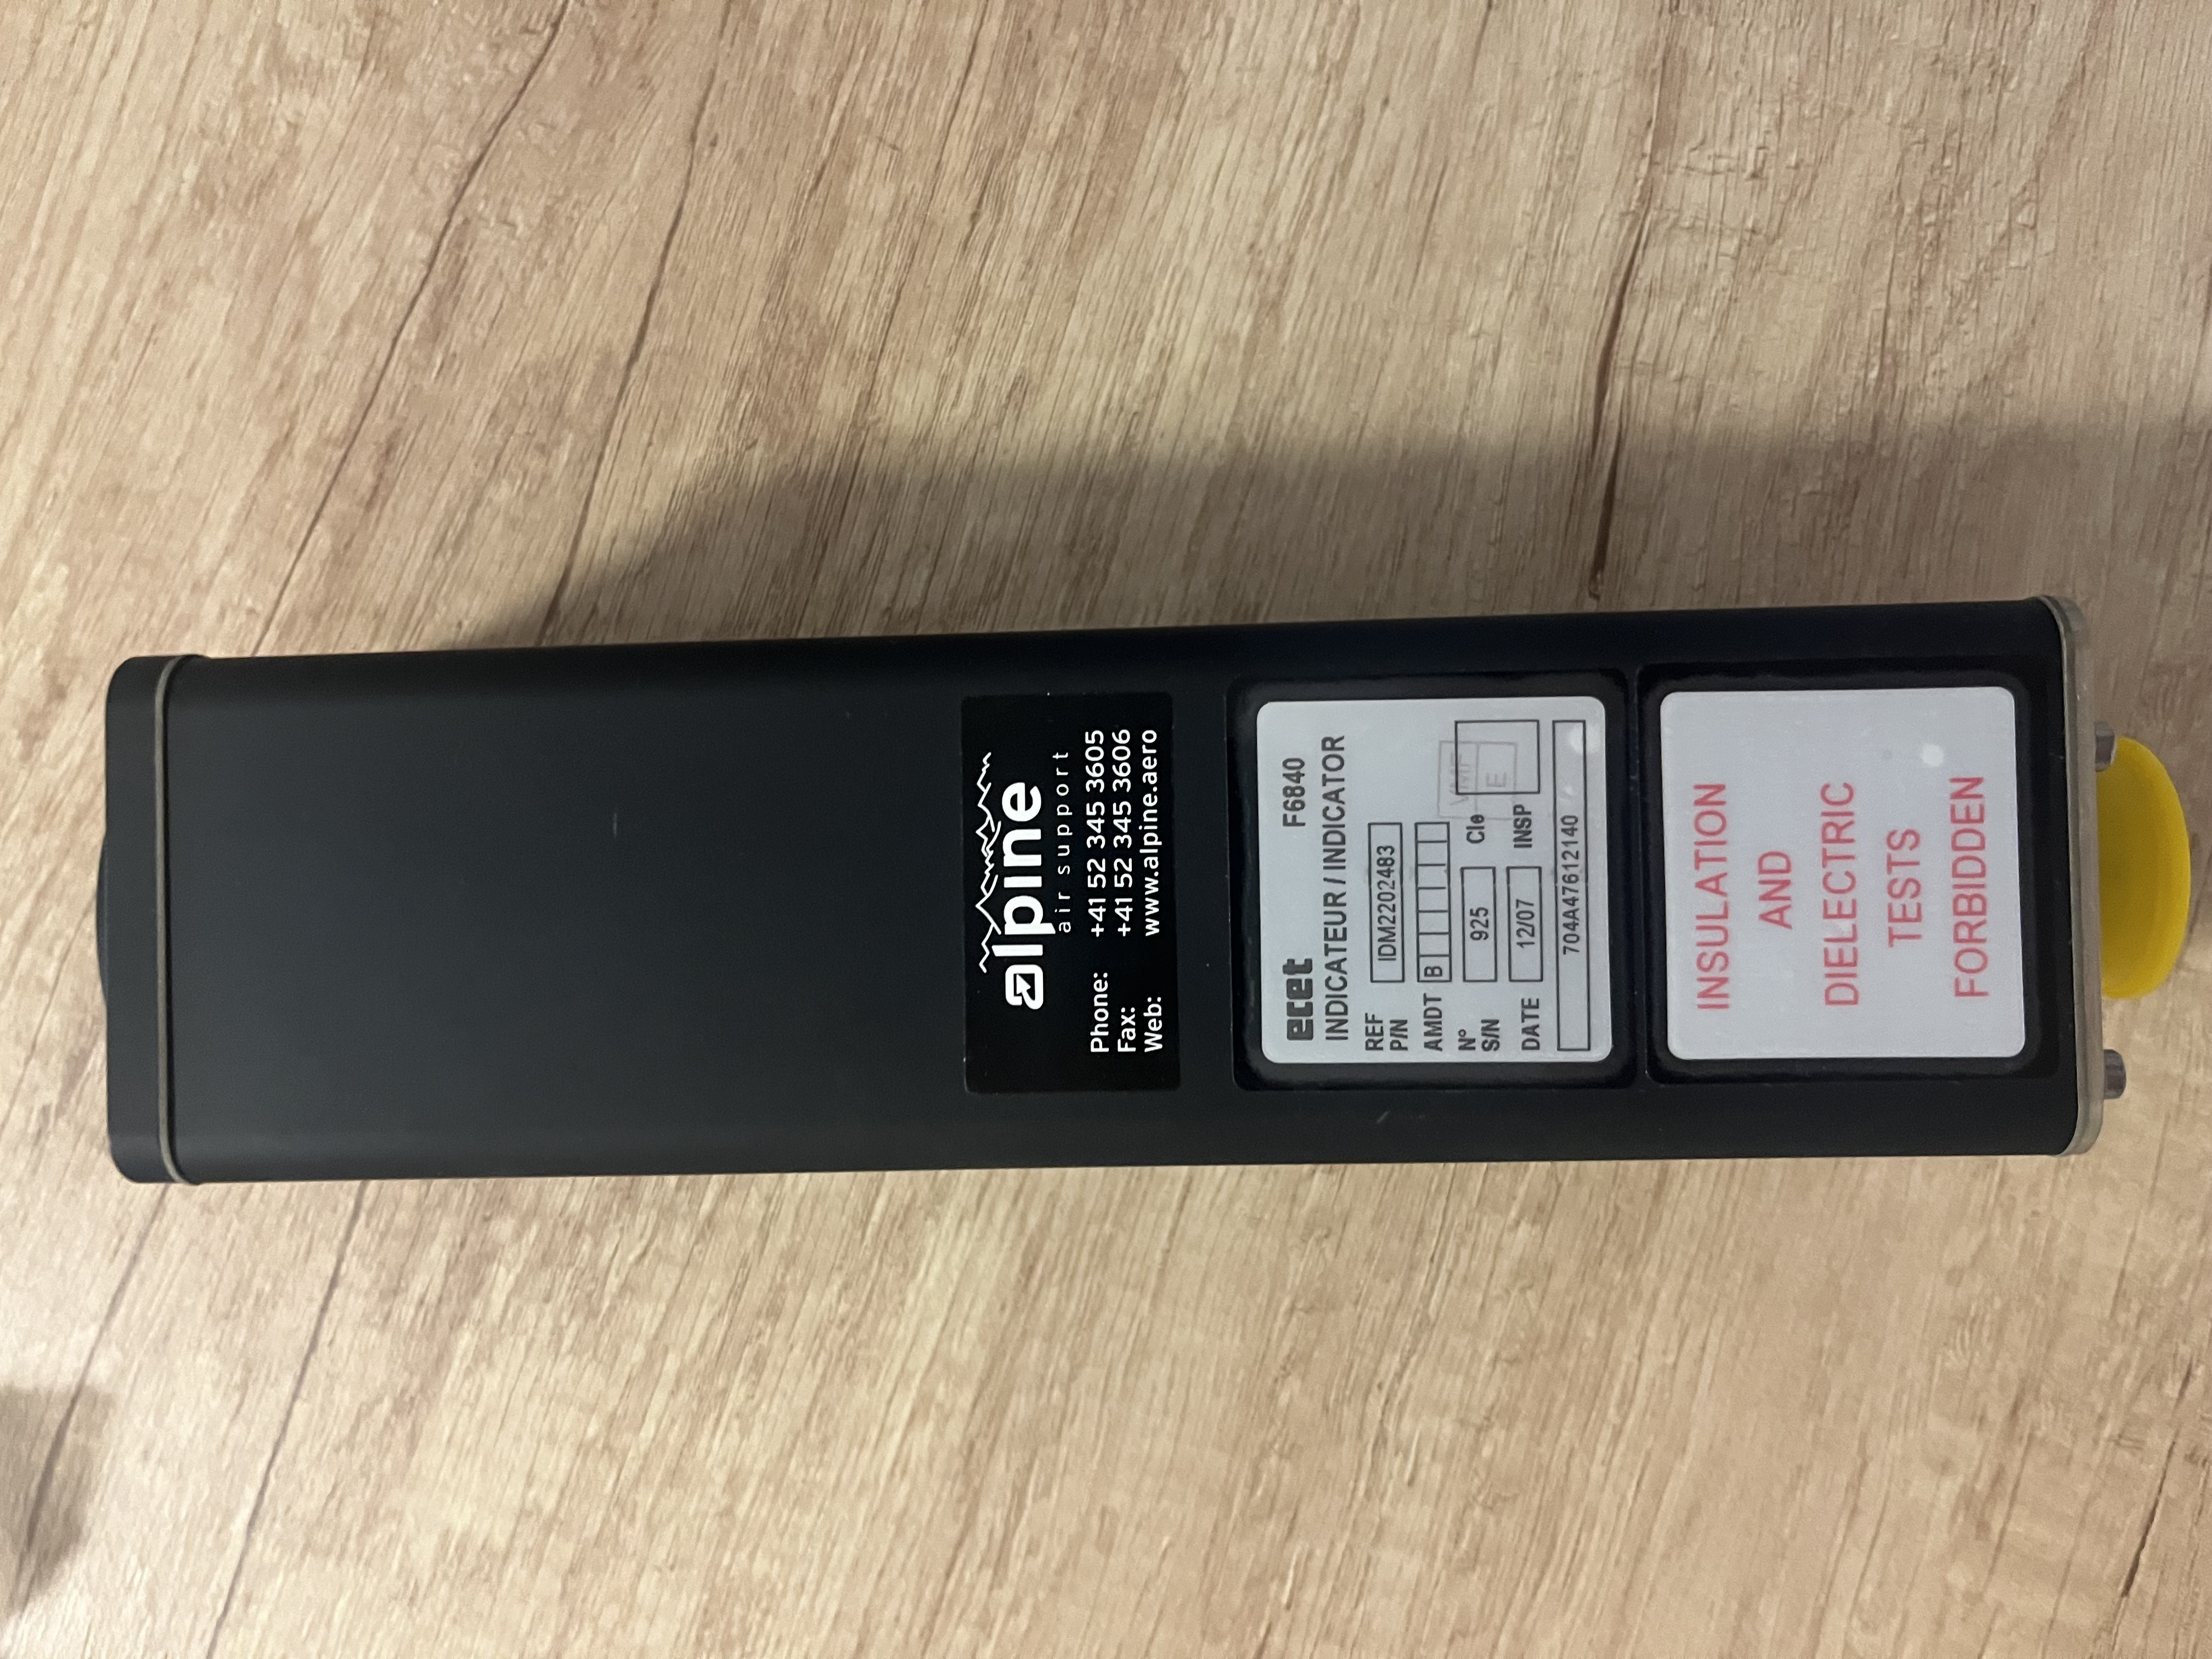 alpine
air support
Phone: +41 52 345 3605
Fax: +41 52 345 3606
Web: www.alpine.aero
ecet F6840
INDICATEUR / INDICATOR
REF P/N IDM2202483
AMDT B
N° S/N 925 Cle
DATE 12/07 INSP
704A47612140
INSULATION
AND
DIELECTRIC
TESTS
FORBIDDEN